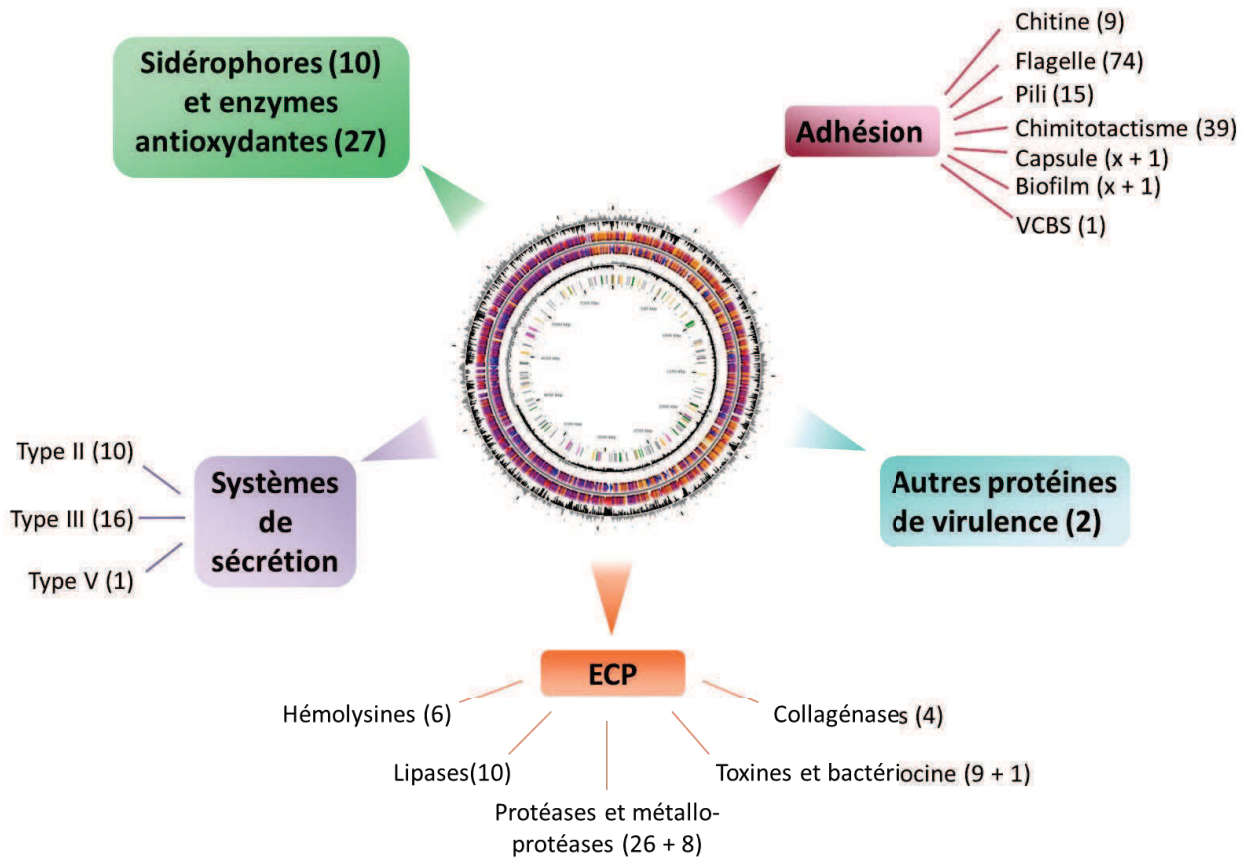 Sidérophores (10)
et enzymes
antioxydantes (27)
Adhésion
Chitine (9)
Flagelle (74)
Pili (15)
Chimitotactisme (39)
Capsule (x + 1)
Biofilm (x + 1)
VCBS (1)
Type II (10)
Type III (16)
Type V (1)
Systèmes
de
sécrétion
Autres protéines
de virulence (2)
ECP
Hémolysines (6)
Collagénases (4)
Lipases(10)
Toxines et bactériocine (9 + 1)
Protéases et métallo-
protéases (26 + 8)